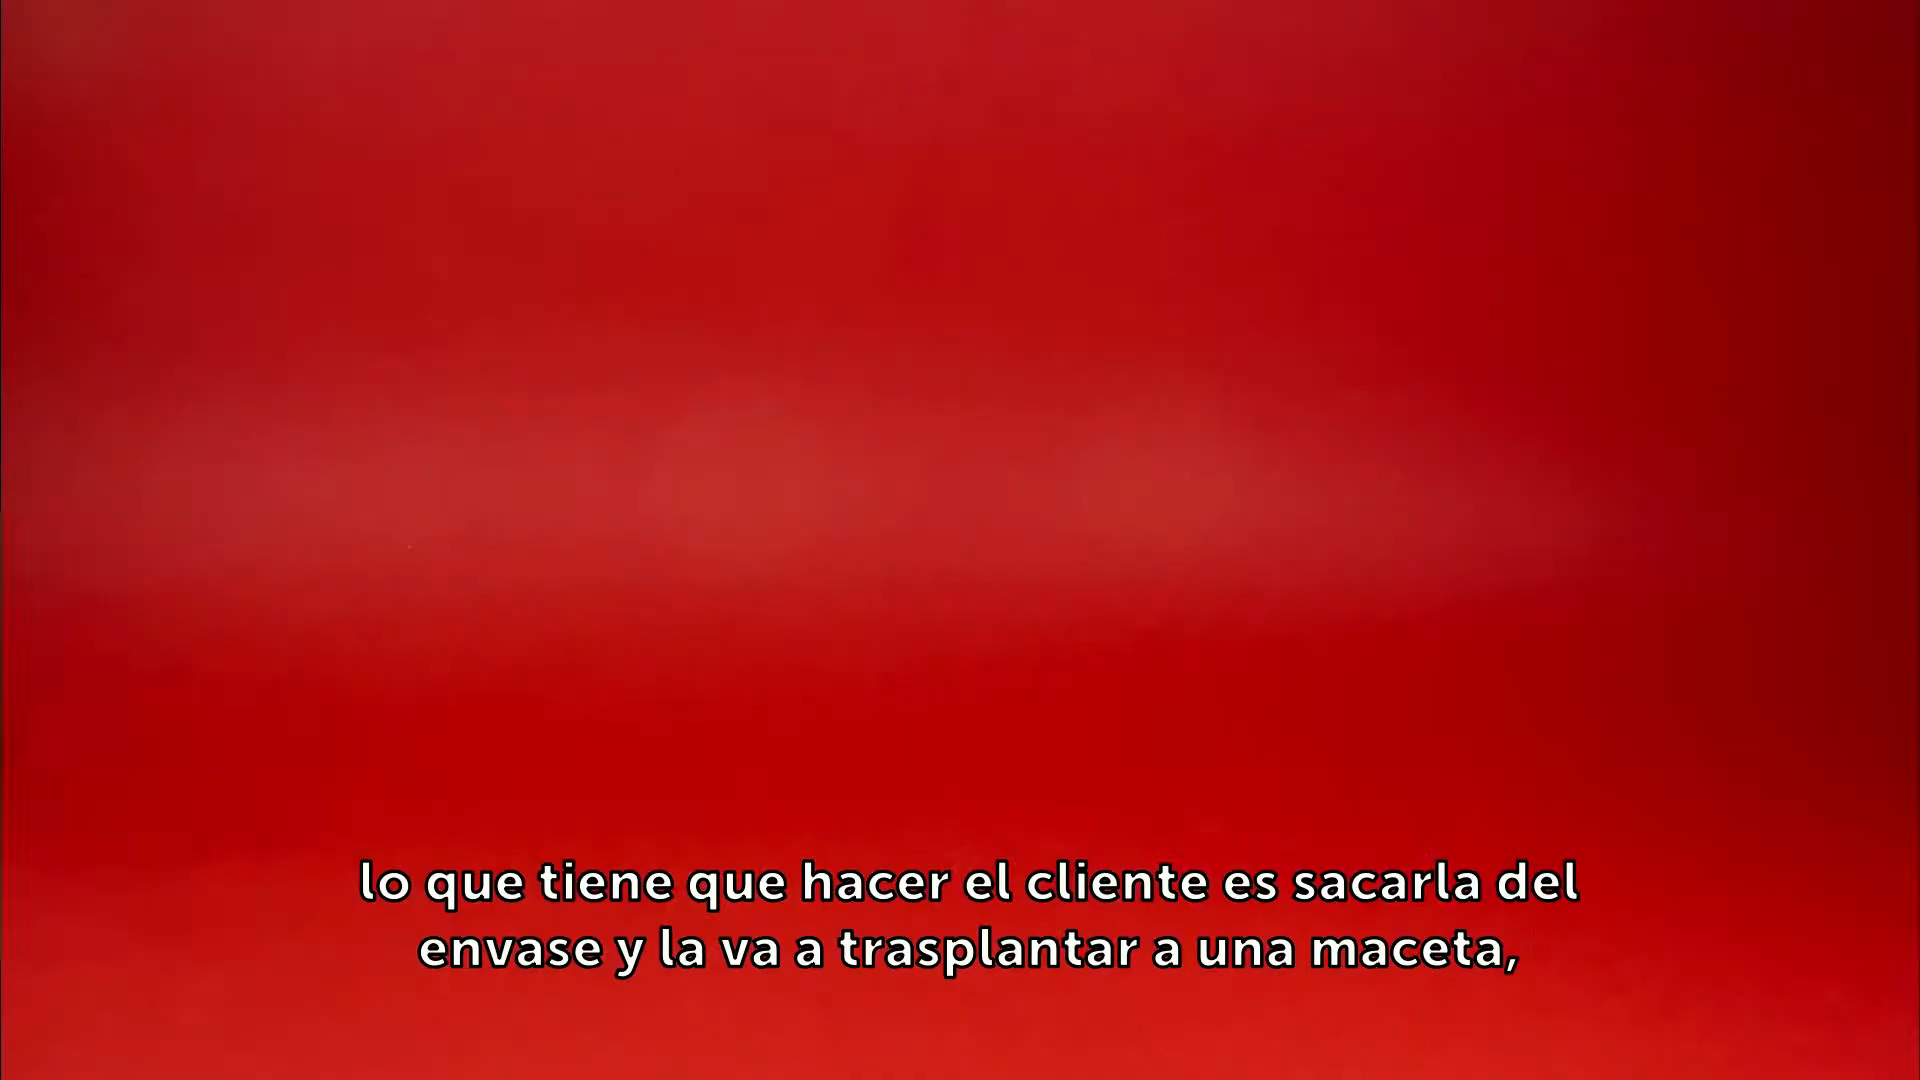 lo que tiene que hacer el cliente es sacarla del
envase y la va a trasplantar a una maceta,